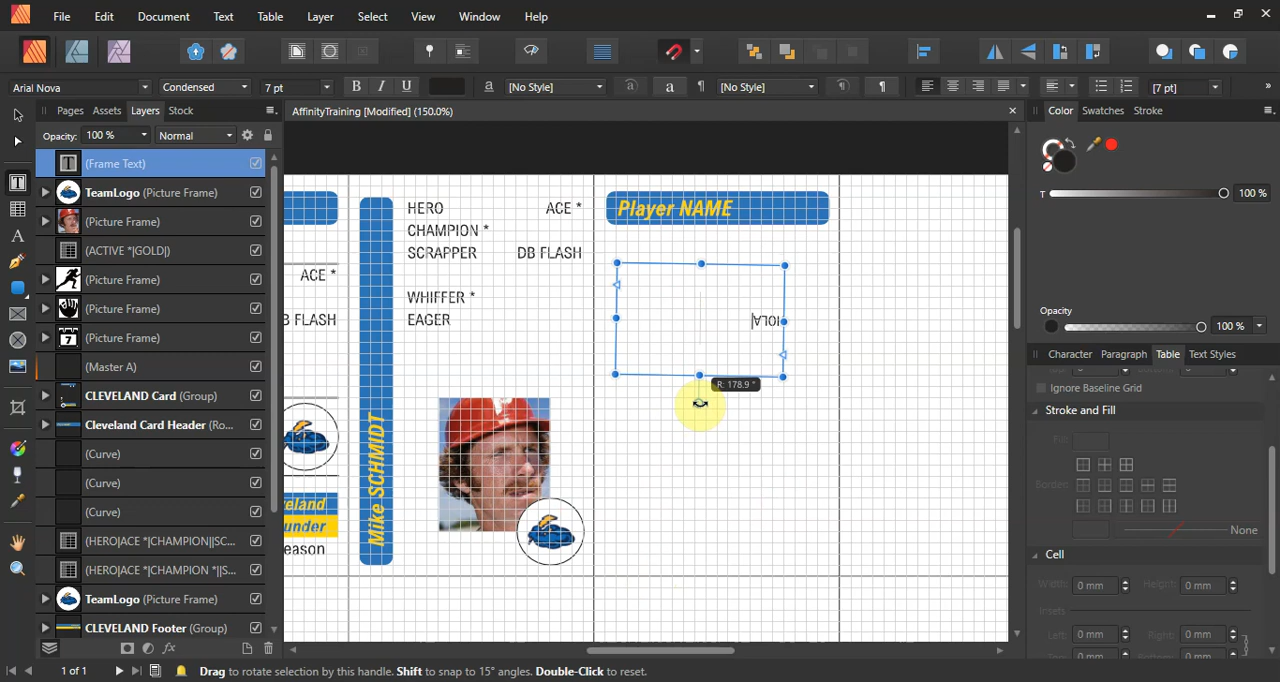 File Edit Document Text Table Layer Select View Window Help
Arial Nova Condensed 7 pt B I U a [No Style] a a ¶ [No Style] ¶ ¶ [7 pt] »
Pages Assets Layers Stock
AffinityTraining [Modified] (150.0%)
Color Swatches Stroke
Opacity: 100 % Normal
(Frame Text)
TeamLogo (Picture Frame)
(Picture Frame)
(ACTIVE *|GOLD|)
(Picture Frame)
(Picture Frame)
7 (Picture Frame)
(Master A)
CLEVELAND Card (Group)
Cleveland Card Header (Ro...
(Curve)
(Curve)
(Curve)
(HERO|ACE *|CHAMPION||SC...
(HERO|ACE *|CHAMPION *||S...
TeamLogo (Picture Frame)
CLEVELAND Footer (Group)
ACE *
B FLASH
eveland
under
eason
Mike SCHMIDT
HERO ACE *
CHAMPION *
SCRAPPER DB FLASH
WHIFFER *
EAGER
Player NAME
R: 178.9 °
T 100 %
Opacity
100 %
Character Paragraph Table Text Styles
Ignore Baseline Grid
Stroke and Fill
Fill:
Border:
None
Cell
Width: 0 mm Height: 0 mm
Insets
Left: 0 mm Right: 0 mm
0 mm 0 mm
1 of 1
Drag to rotate selection by this handle. Shift to snap to 15° angles. Double-Click to reset.